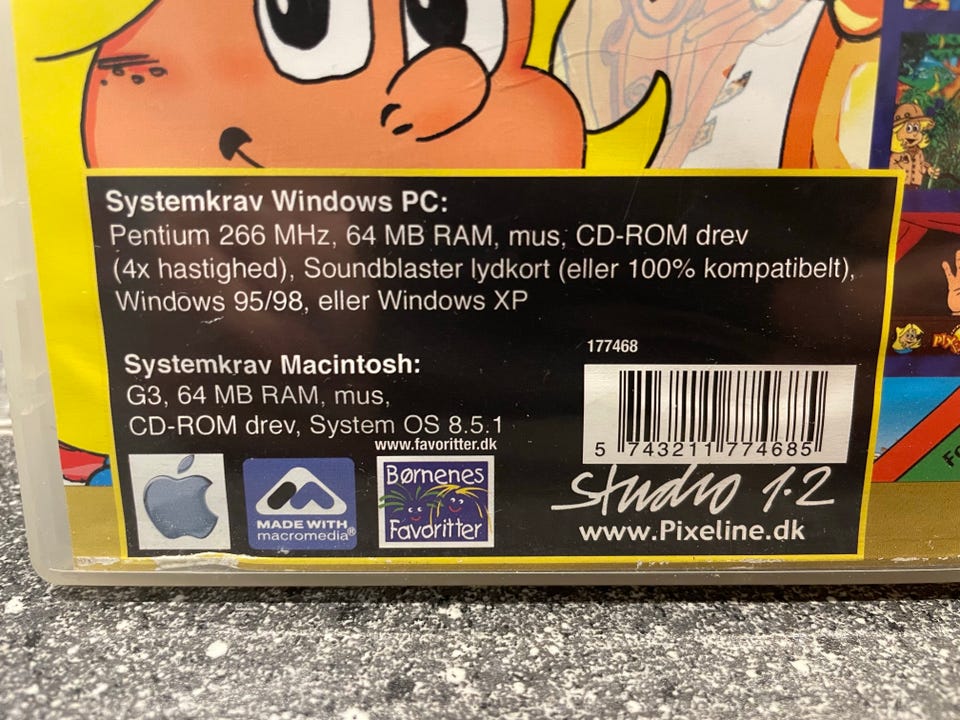 Systemkrav Windows PC:
Pentium 266 MHz, 64 MB RAM, mus, CD-ROM drev
(4x hastighed), Soundblaster lydkort (eller 100% kompatibelt),
Windows 95/98, eller Windows XP
Systemkrav Macintosh:
G3, 64 MB RAM, mus,
CD-ROM drev, System OS 8.5.1
www.favoritter.dk
MADE WITH
macromedia®
Børnenes
Favoritter
177468
5 743211 774685
studio 1.2
www.Pixeline.dk